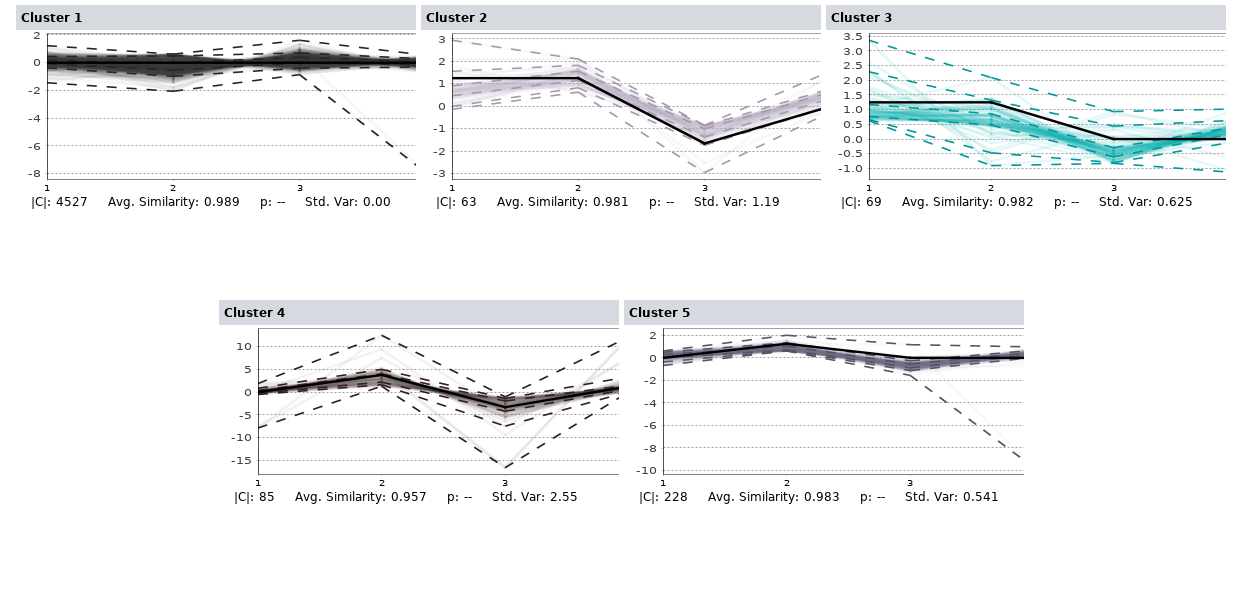 Cluster 1
2
0
-2
-4
-6
-8
1 2 3
|C|: 4527 Avg. Similarity: 0.989 p: -- Std. Var: 0.00
Cluster 2
3
2
1
0
-1
-2
-3
1 2 3
|C|: 63 Avg. Similarity: 0.981 p: -- Std. Var: 1.19
Cluster 3
3.5
3.0
2.5
2.0
1.5
1.0
0.5
0.0
-0.5
-1.0
1 2 3
|C|: 69 Avg. Similarity: 0.982 p: -- Std. Var: 0.625
Cluster 4
10
5
0
-5
-10
-15
1 2 3
|C|: 85 Avg. Similarity: 0.957 p: -- Std. Var: 2.55
Cluster 5
2
0
-2
-4
-6
-8
-10
1 2 3
|C|: 228 Avg. Similarity: 0.983 p: -- Std. Var: 0.541